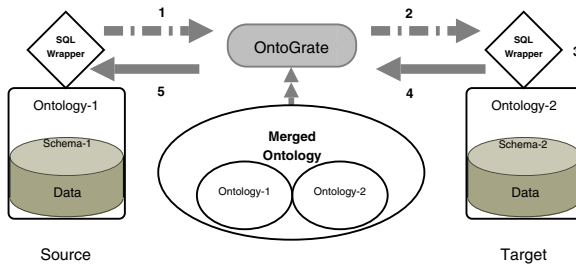 1
2
SQL
Wrapper
OntoGrate
SQL
Wrapper
3
5
4
Ontology-1
Merged
Ontology
Ontology-2
Schema-1
Schema-2
Data
Ontology-1
Ontology-2
Data
Source
Target